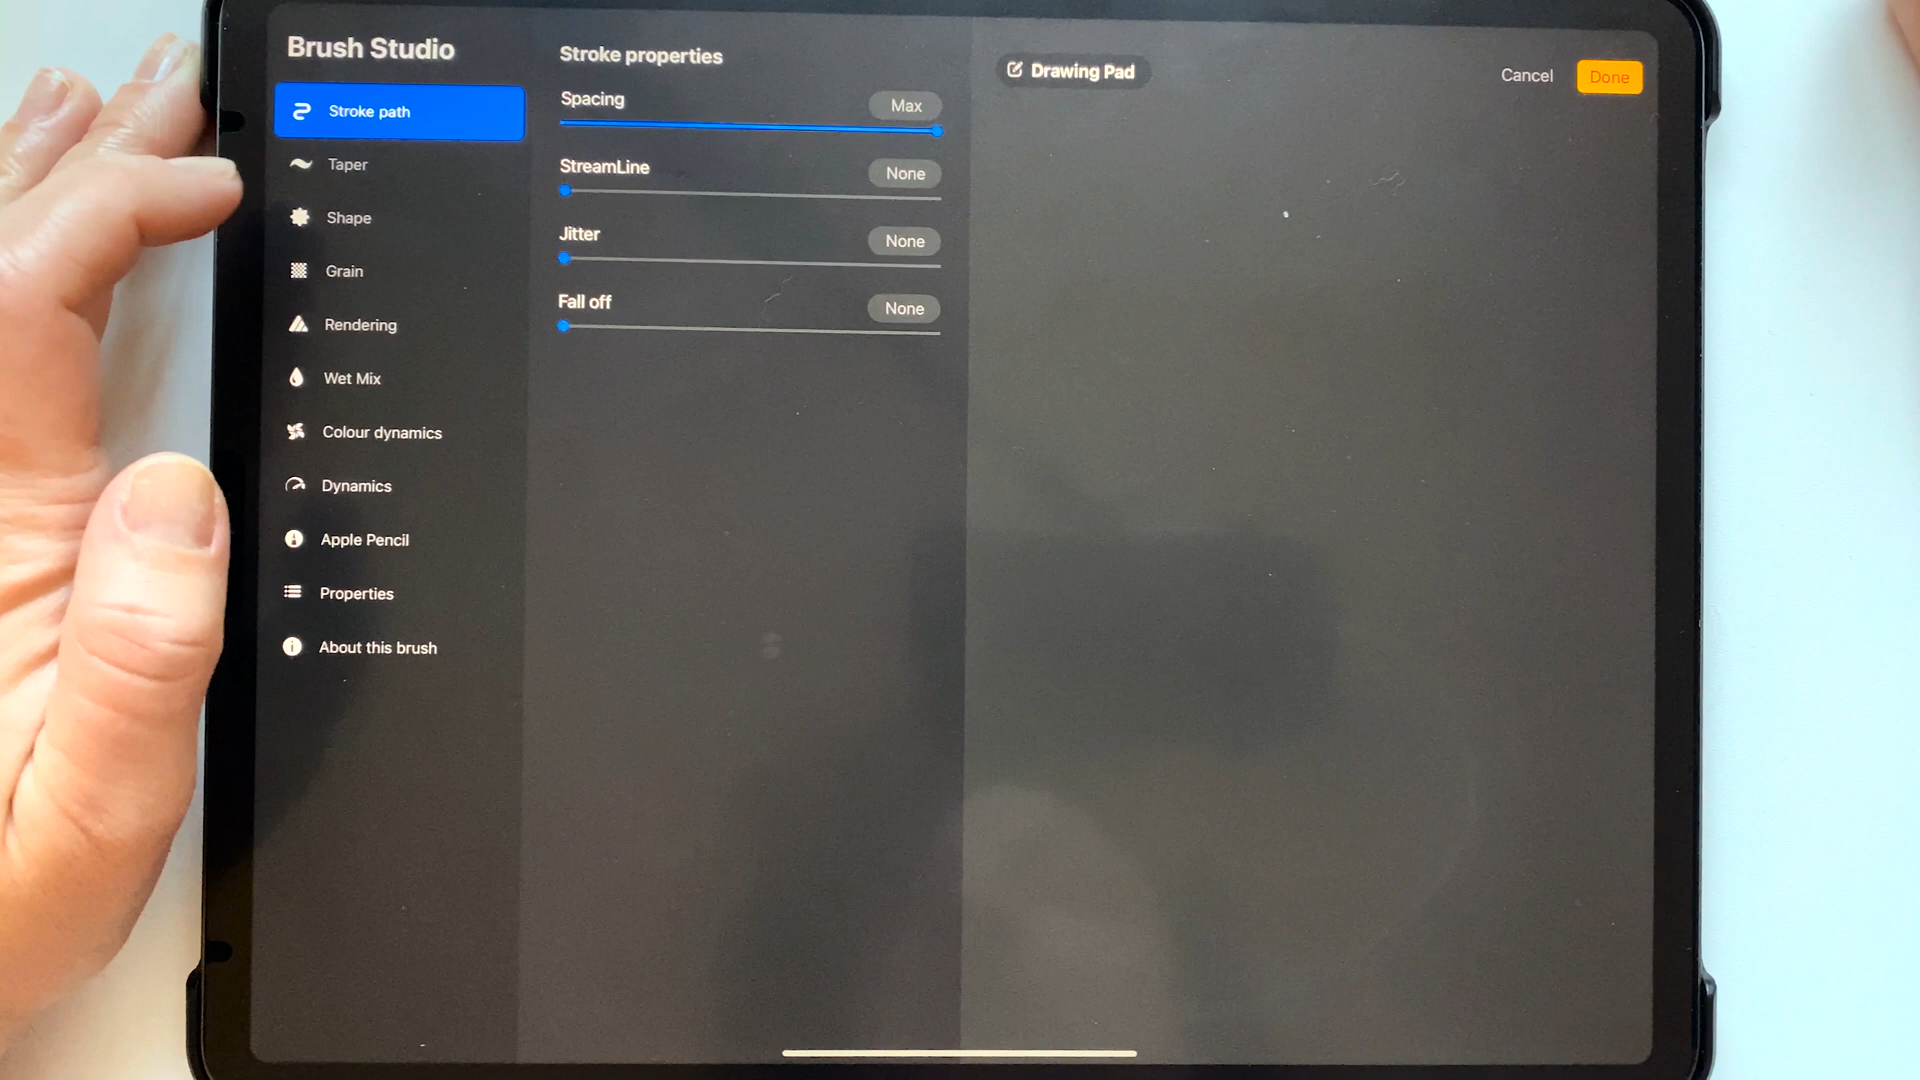 Brush Studio
Stroke path
Taper
Shape
Grain
Rendering
Wet Mix
Colour dynamics
Dynamics
Apple Pencil
Properties
About this brush
Stroke properties
Spacing
Max
StreamLine
None
Jitter
None
Fall off
None
Drawing Pad
Cancel
Done